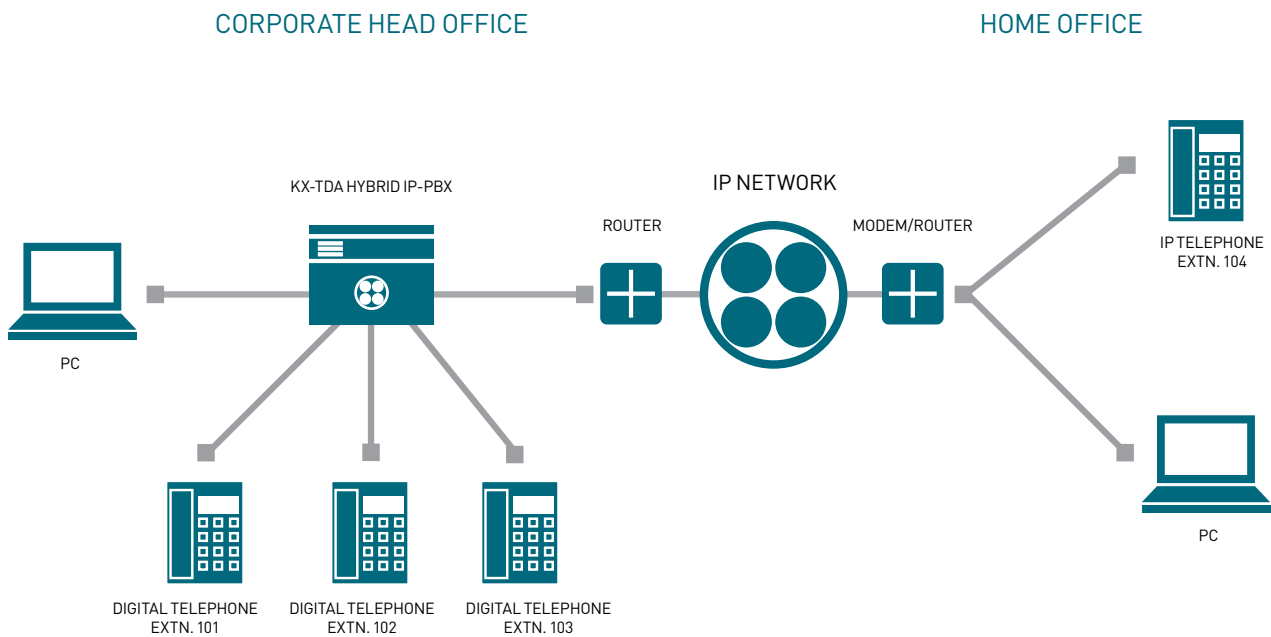 CORPORATE HEAD OFFICE
HOME OFFICE
KX-TDA HYBRID IP-PBX
IP NETWORK
ROUTER
MODEM/ROUTER
IP TELEPHONE
EXTN. 104
PC
PC
DIGITAL TELEPHONE
EXTN. 101
DIGITAL TELEPHONE
EXTN. 102
DIGITAL TELEPHONE
EXTN. 103